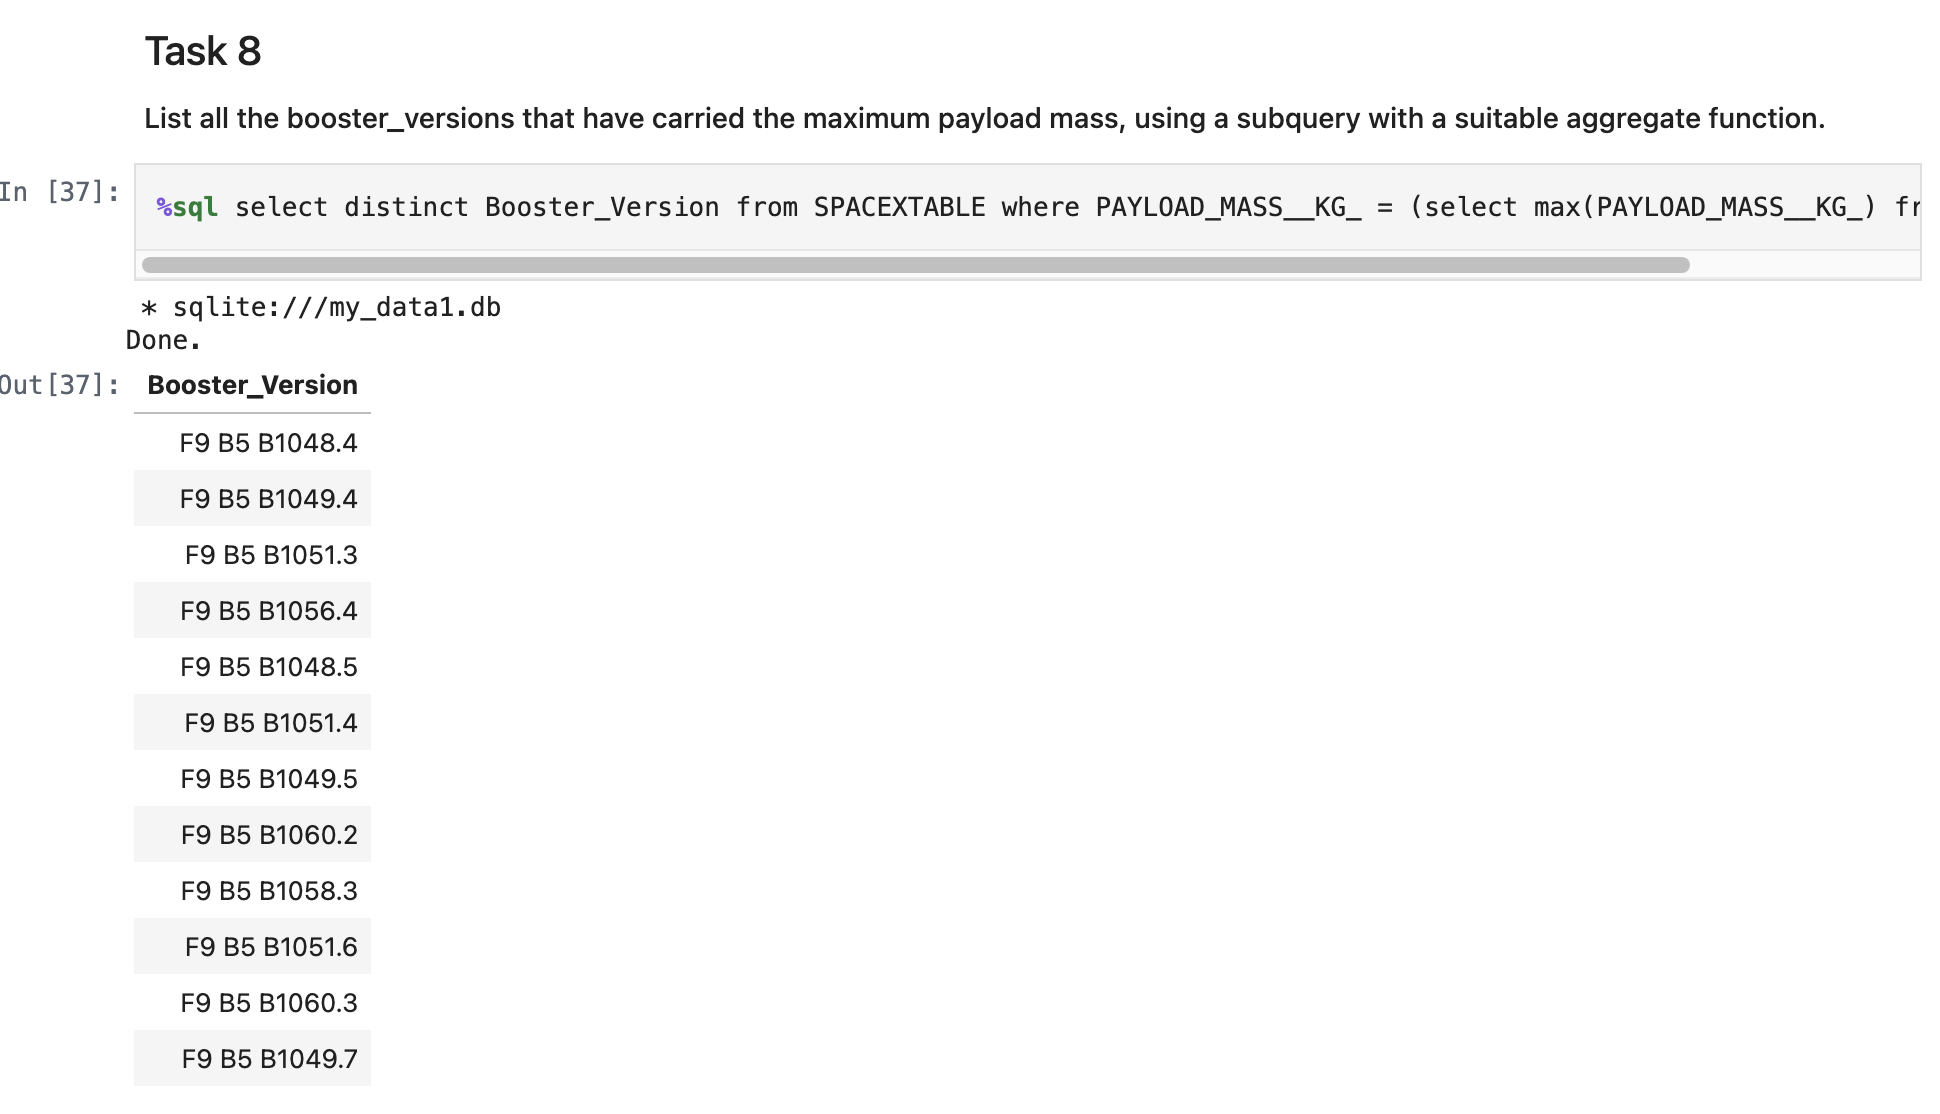 Task 8
List all the booster_versions that have carried the maximum payload mass, using a subquery with a suitable aggregate function.
In [37]:
%sql select distinct Booster_Version from SPACEXTABLE where PAYLOAD_MASS__KG_ = (select max(PAYLOAD_MASS__KG_) fr
* sqlite:///my_data1.db
Done.
Out[37]:
Booster_Version
F9 B5 B1048.4
F9 B5 B1049.4
F9 B5 B1051.3
F9 B5 B1056.4
F9 B5 B1048.5
F9 B5 B1051.4
F9 B5 B1049.5
F9 B5 B1060.2
F9 B5 B1058.3
F9 B5 B1051.6
F9 B5 B1060.3
F9 B5 B1049.7